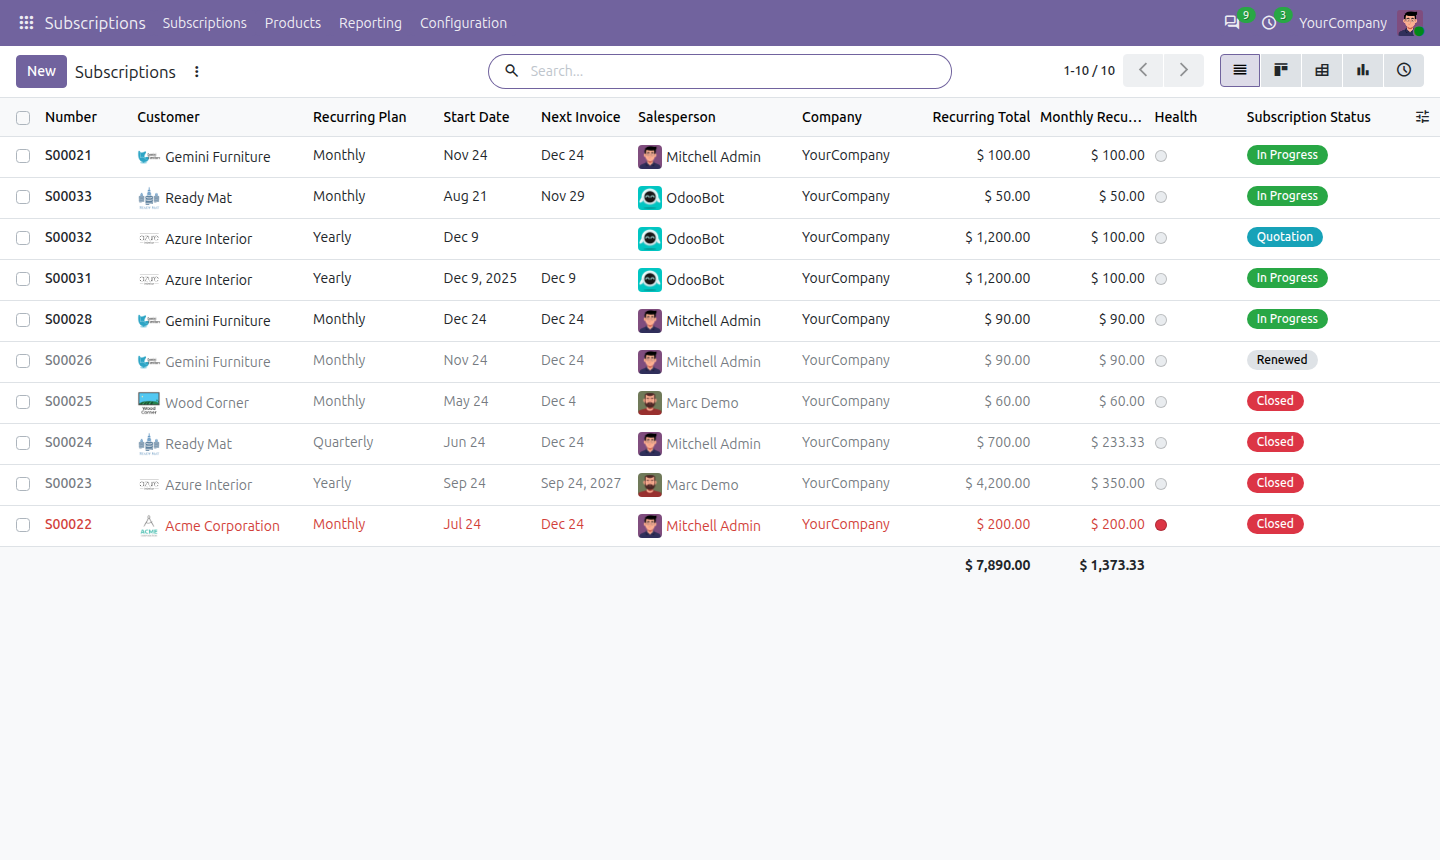 Subscriptions Subscriptions Products Reporting Configuration 9 3 YourCompany
New Subscriptions Search... 1-10 / 10
Number Customer Recurring Plan Start Date Next Invoice Salesperson Company Recurring Total Monthly Recu... Health Subscription Status
S00021 Gemini Furniture Monthly Nov 24 Dec 24 Mitchell Admin YourCompany $ 100.00 $ 100.00 In Progress
S00033 Ready Mat Monthly Aug 21 Nov 29 OdooBot YourCompany $ 50.00 $ 50.00 In Progress
S00032 Azure Interior Yearly Dec 9 OdooBot YourCompany $ 1,200.00 $ 100.00 Quotation
S00031 Azure Interior Yearly Dec 9, 2025 Dec 9 OdooBot YourCompany $ 1,200.00 $ 100.00 In Progress
S00028 Gemini Furniture Monthly Dec 24 Dec 24 Mitchell Admin YourCompany $ 90.00 $ 90.00 In Progress
S00026 Gemini Furniture Monthly Nov 24 Dec 24 Mitchell Admin YourCompany $ 90.00 $ 90.00 Renewed
S00025 Wood Corner Wood Corner Monthly May 24 Dec 4 Marc Demo YourCompany $ 60.00 $ 60.00 Closed
S00024 Ready Mat Quarterly Jun 24 Dec 24 Mitchell Admin YourCompany $ 700.00 $ 233.33 Closed
S00023 Azure Interior Yearly Sep 24 Sep 24, 2027 Marc Demo YourCompany $ 4,200.00 $ 350.00 Closed
S00022 ACME Acme Corporation Monthly Jul 24 Dec 24 Mitchell Admin YourCompany $ 200.00 $ 200.00 Closed
$ 7,890.00 $ 1,373.33